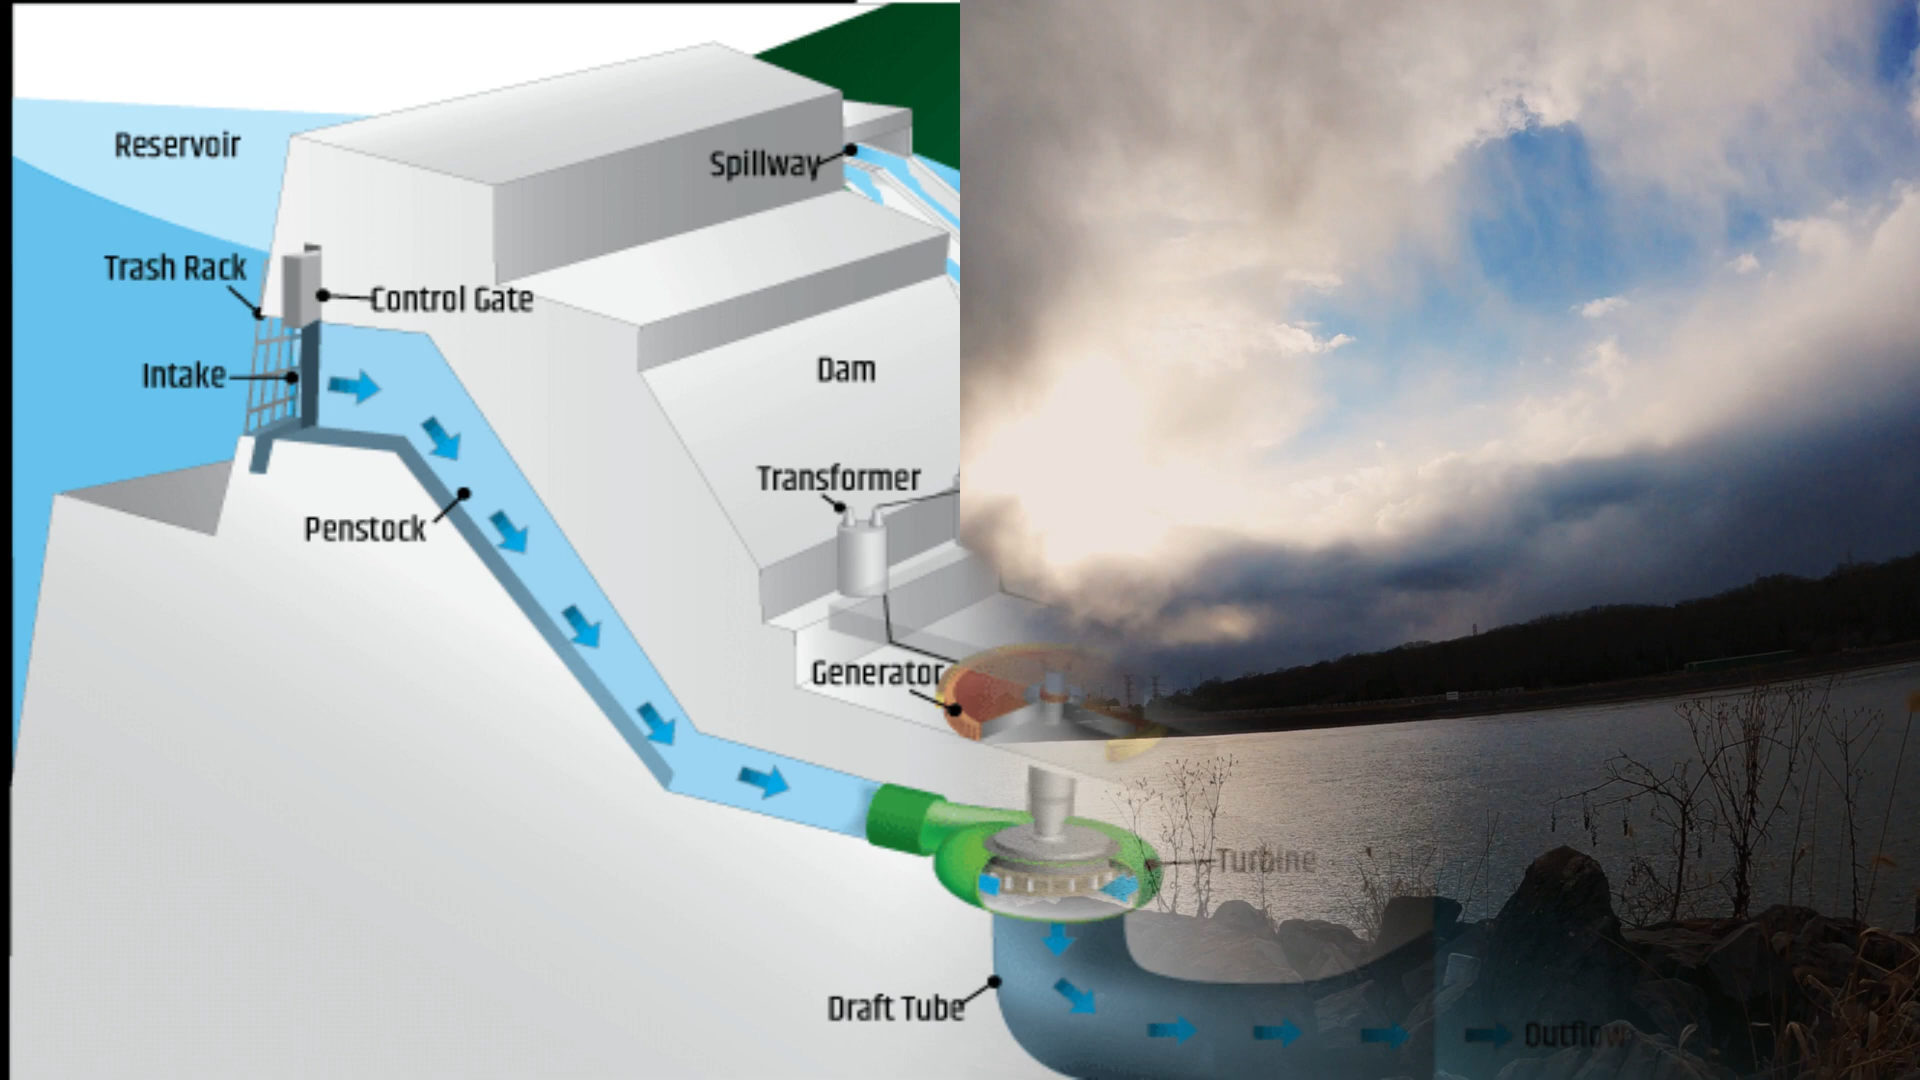 Reservoir
Spillway
Trash Rack
Control Gate
Intake
Dam
Transformer
Penstock
Generator
Turbine
Draft Tube
Outflow